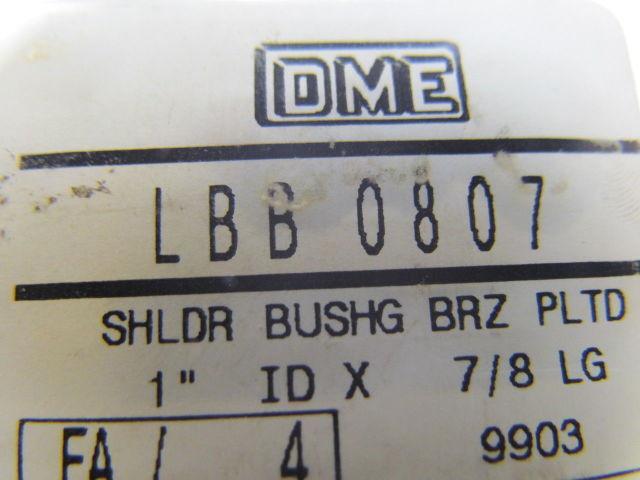 DME
LBB 0807
SHLDR BUSHG BRZ PLTD
1" ID X 7/8 LG
EA / 4
9903